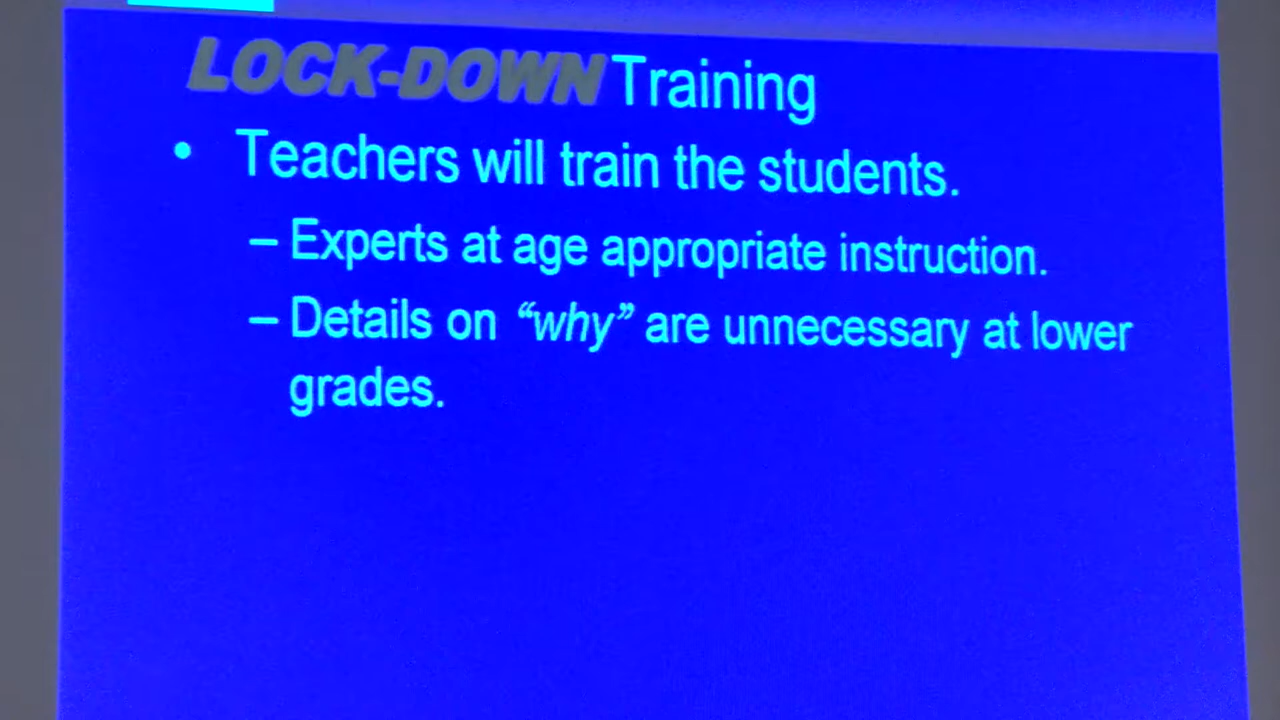 LOCK-DOWN Training
• Teachers will train the students.
– Experts at age appropriate instruction.
– Details on “why” are unnecessary at lower
grades.